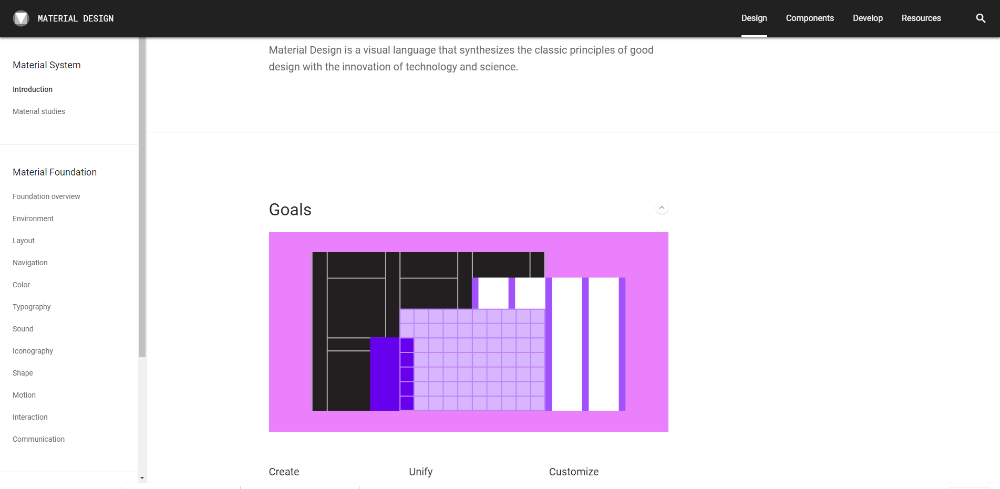 MATERIAL DESIGN
Design
Components
Develop
Resources
Material System
Introduction
Material studies
Material Foundation
Foundation overview
Environment
Layout
Navigation
Color
Typography
Sound
Iconography
Shape
Motion
Interaction
Communication
Material Design is a visual language that synthesizes the classic principles of good
design with the innovation of technology and science.
Goals
Create
Unify
Customize